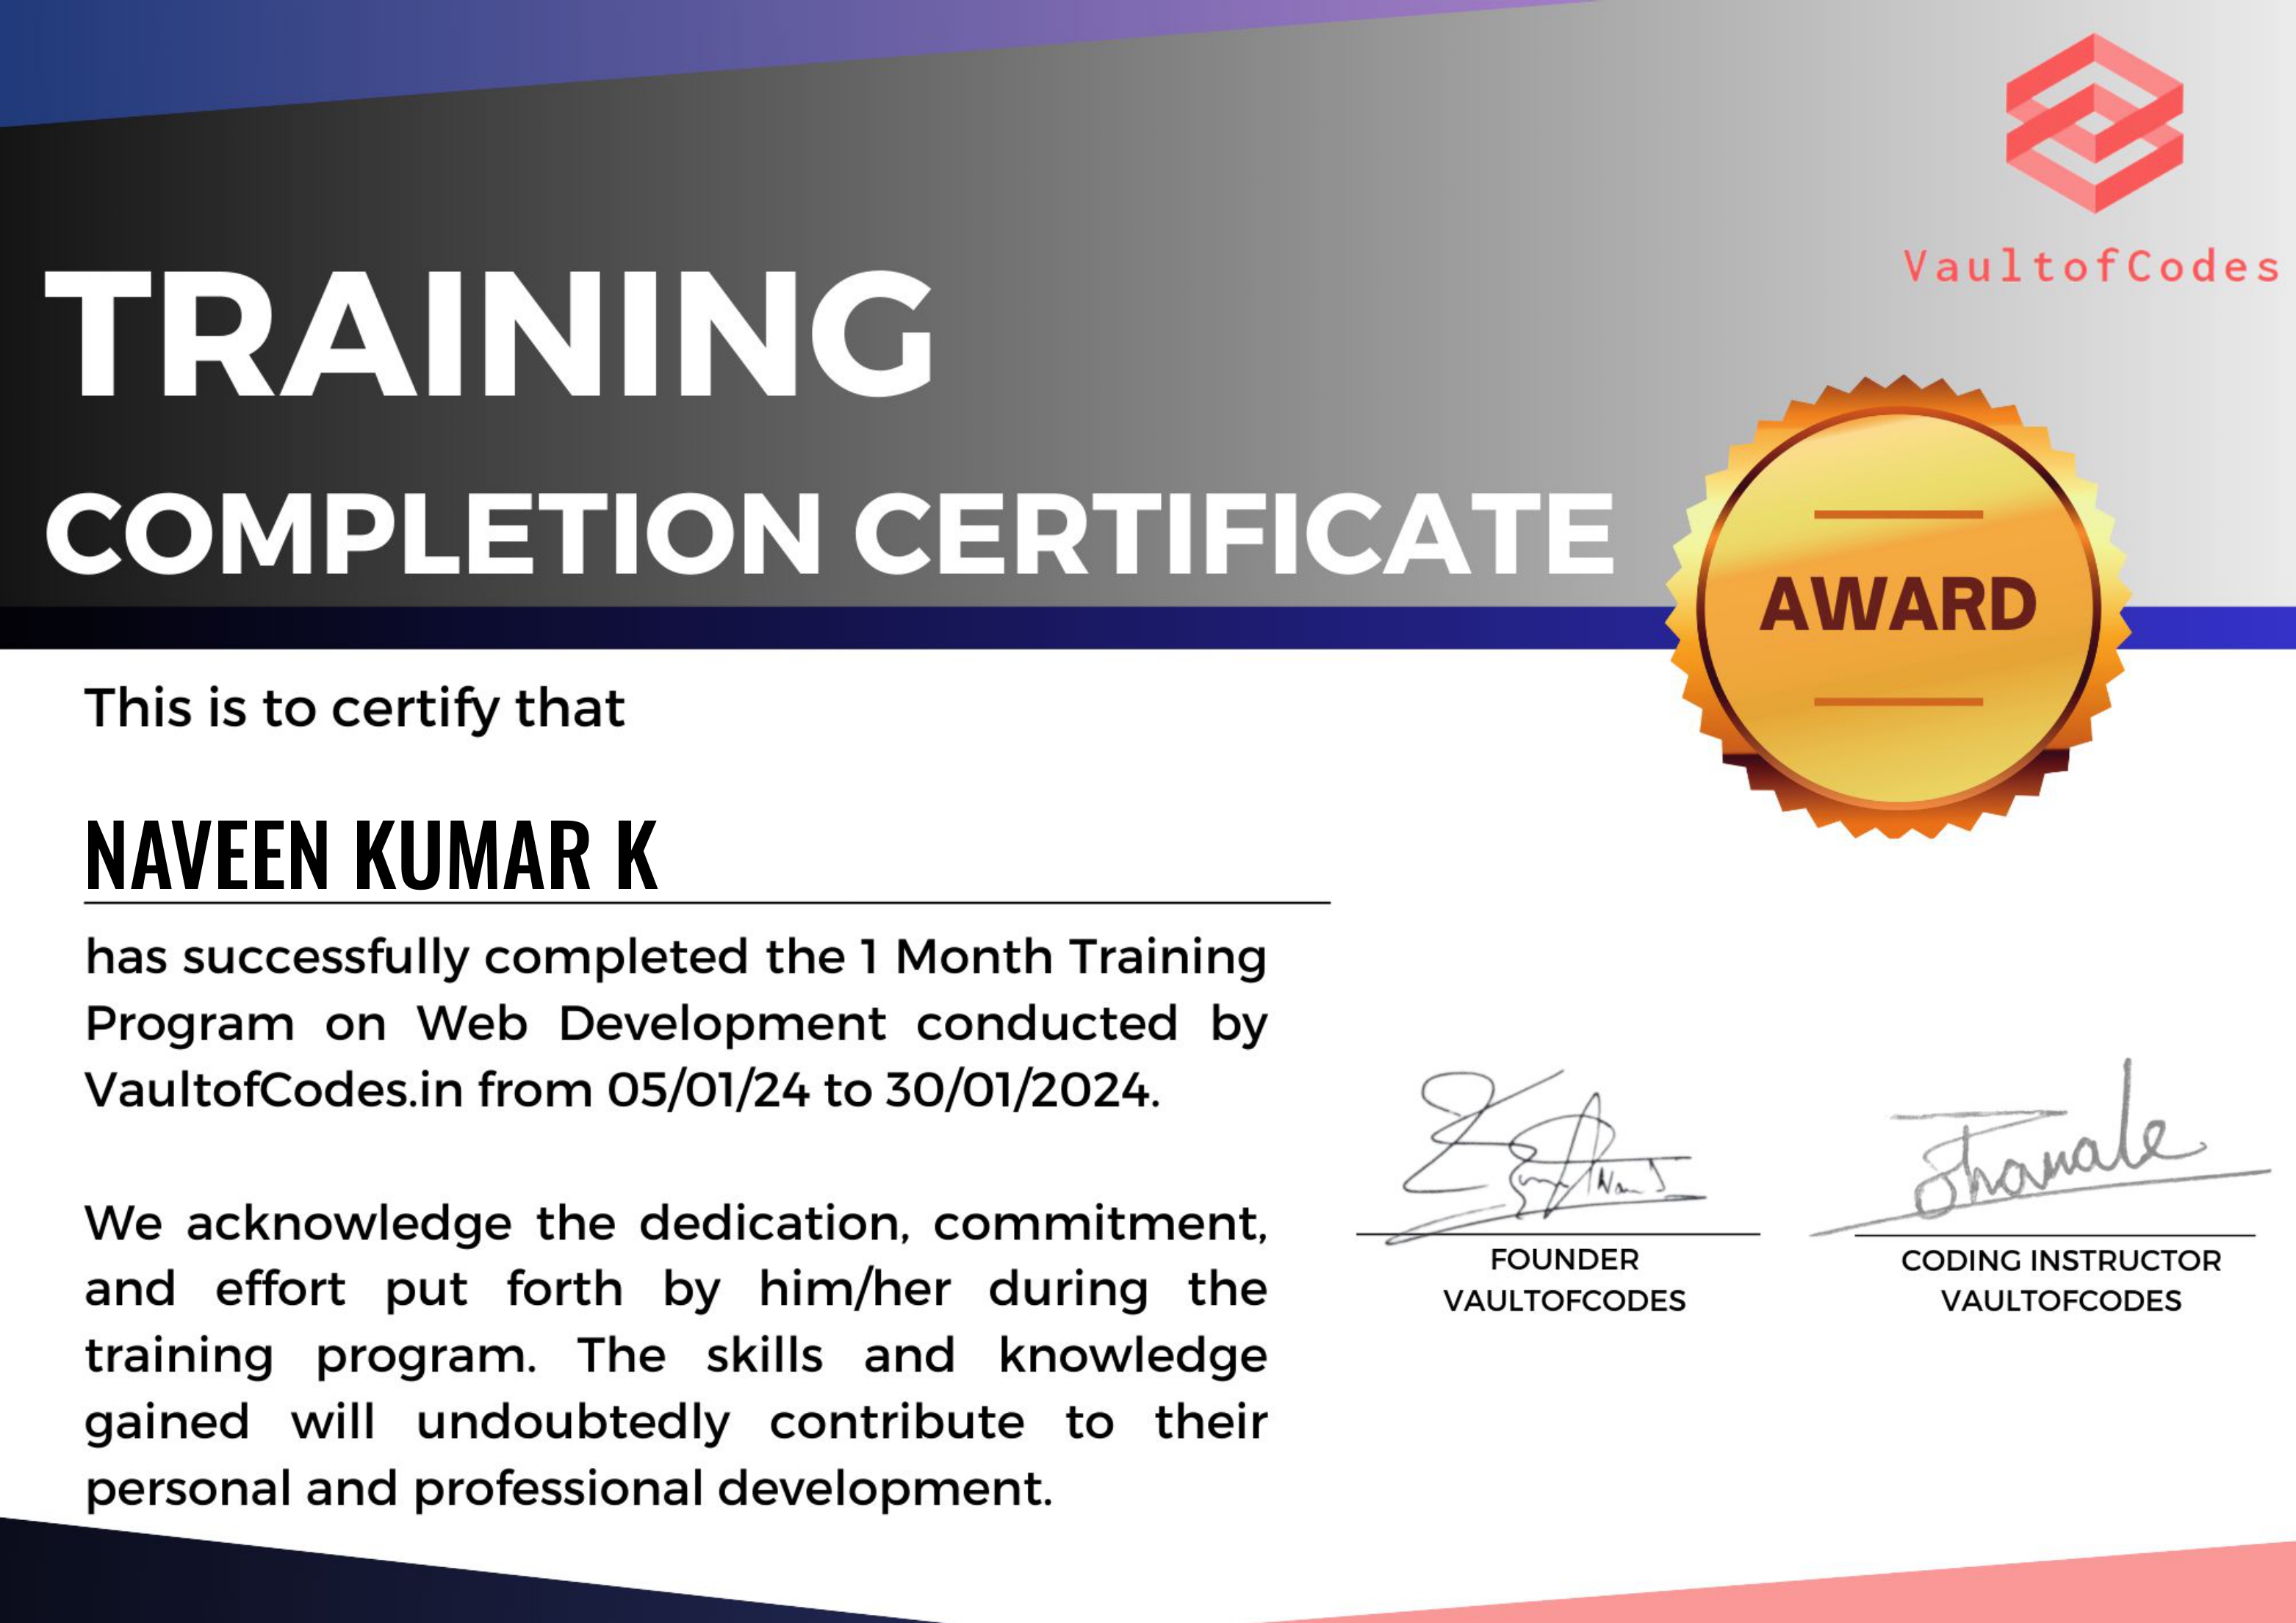 VaultofCodes
TRAINING
COMPLETION CERTIFICATE
AWARD
This is to certify that
NAVEEN KUMAR K
has successfully completed the 1 Month Training
Program on Web Development conducted by
VaultofCodes.in from 05/01/24 to 30/01/2024.
We acknowledge the dedication, commitment,
and effort put forth by him/her during the
training program. The skills and knowledge
gained will undoubtedly contribute to their
personal and professional development.
FOUNDER
VAULTOFCODES
CODING INSTRUCTOR
VAULTOFCODES